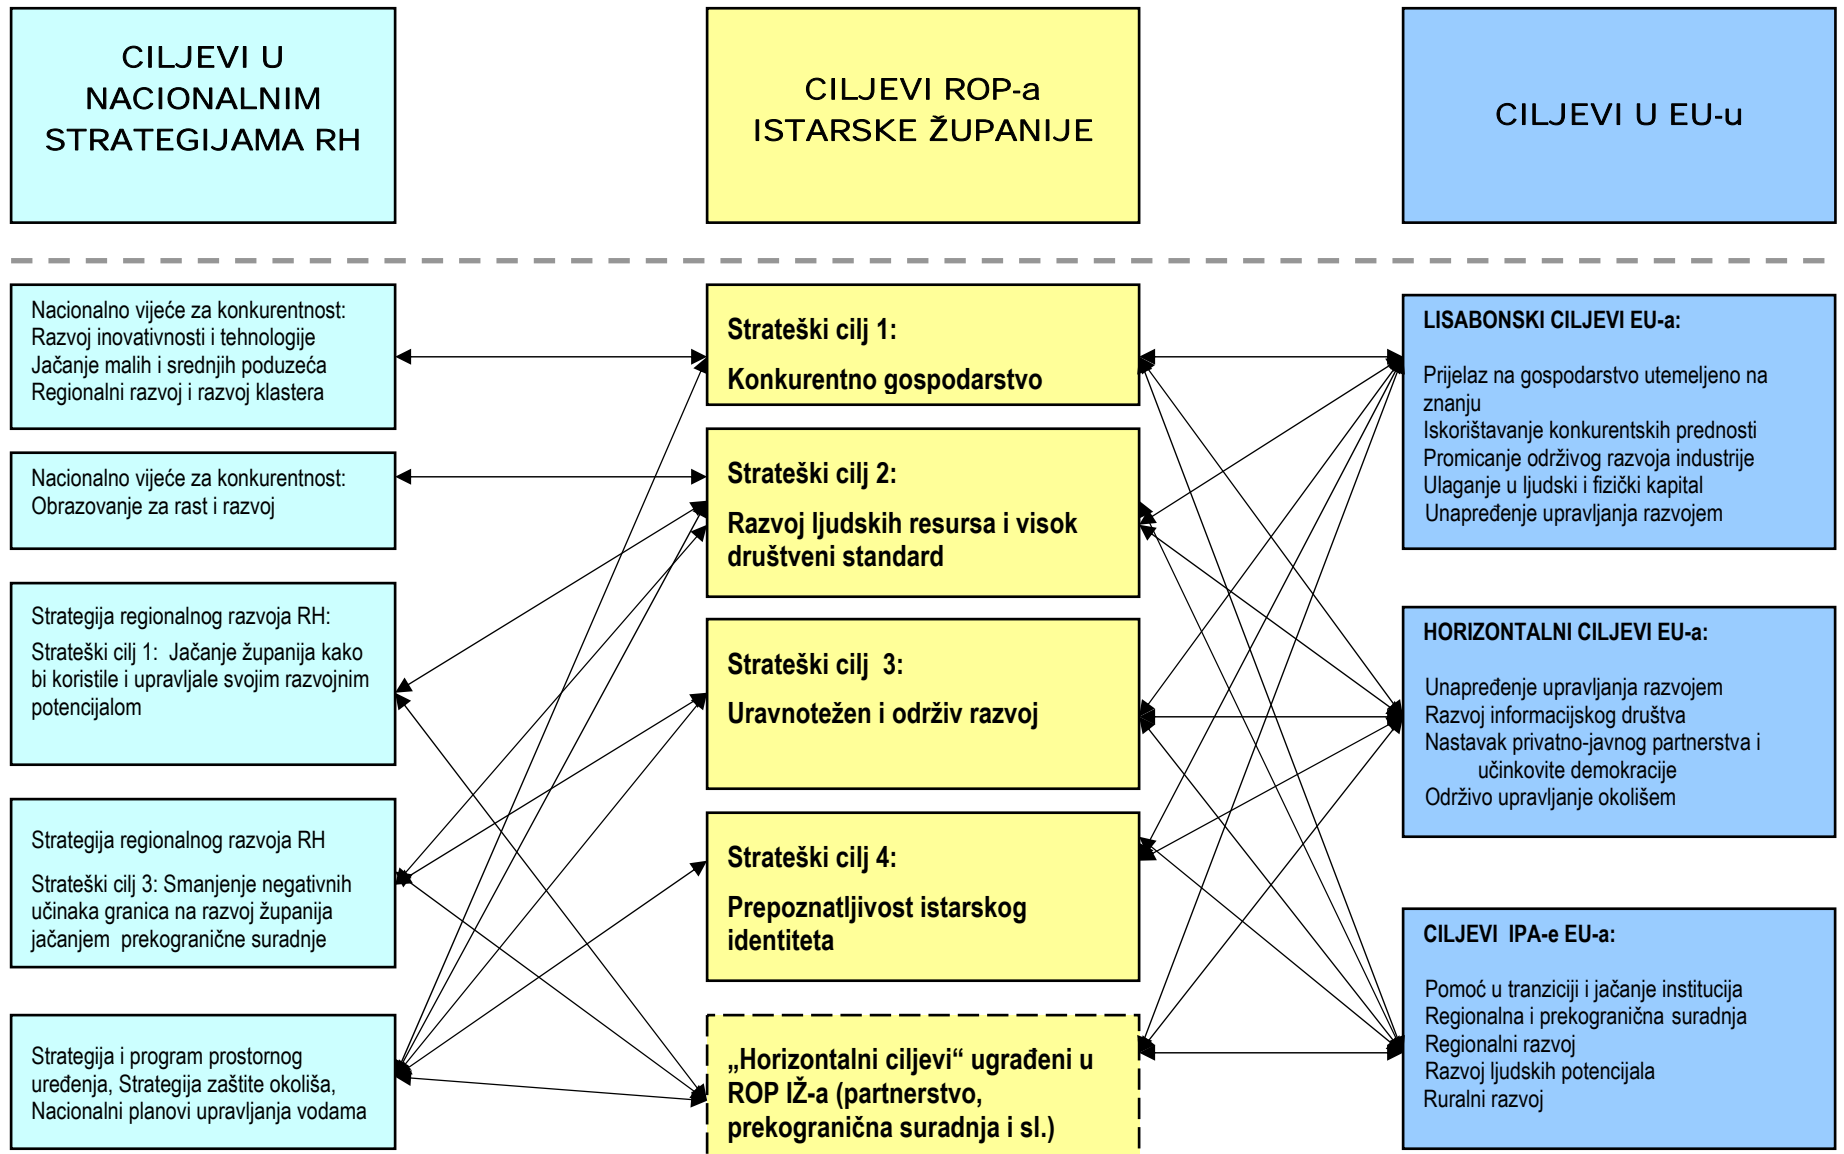 CILJEVI U
NACIONALNIM
STRATEGIJAMA RH
CILJEVI ROP-a
ISTARSKE ŽUPANIJE
CILJEVI U EU-u
Nacionalno vijeće za konkurentnost:
Razvoj inovativnosti i tehnologije
Jačanje malih i srednjih poduzeća
Regionalni razvoj i razvoj klastera
Nacionalno vijeće za konkurentnost:
Obrazovanje za rast i razvoj
Strategija regionalnog razvoja RH:
Strateški cilj 1:  Jačanje županija kako
bi koristile i upravljale svojim razvojnim
potencijalom
Strategija regionalnog razvoja RH
Strateški cilj 3: Smanjenje negativnih
učinaka granica na razvoj županija
jačanjem  prekogranične suradnje
Strategija i program prostornog
uređenja, Strategija zaštite okoliša,
Nacionalni planovi upravljanja vodama
Strateški cilj 1:
Konkurentno gospodarstvo
Strateški cilj 2:
Razvoj ljudskih resursa i visok
društveni standard
Strateški cilj  3:
Uravnotežen i održiv razvoj
Strateški cilj 4:
Prepoznatljivost istarskog
identiteta
„Horizontalni ciljevi“ ugrađeni u
ROP IŽ-a (partnerstvo,
prekogranična suradnja i sl.)
LISABONSKI CILJEVI EU-a:
Prijelaz na gospodarstvo utemeljeno na
znanju
Iskorištavanje konkurentskih prednosti
Promicanje održivog razvoja industrije
Ulaganje u ljudski i fizički kapital
Unapređenje upravljanja razvojem
HORIZONTALNI CILJEVI EU-a:
Unapređenje upravljanja razvojem
Razvoj informacijskog društva
Nastavak privatno-javnog partnerstva i
učinkovite demokracije
Održivo upravljanje okolišem
CILJEVI  IPA-e EU-a:
Pomoć u tranziciji i jačanje institucija
Regionalna i prekogranična suradnja
Regionalni razvoj
Razvoj ljudskih potencijala
Ruralni razvoj